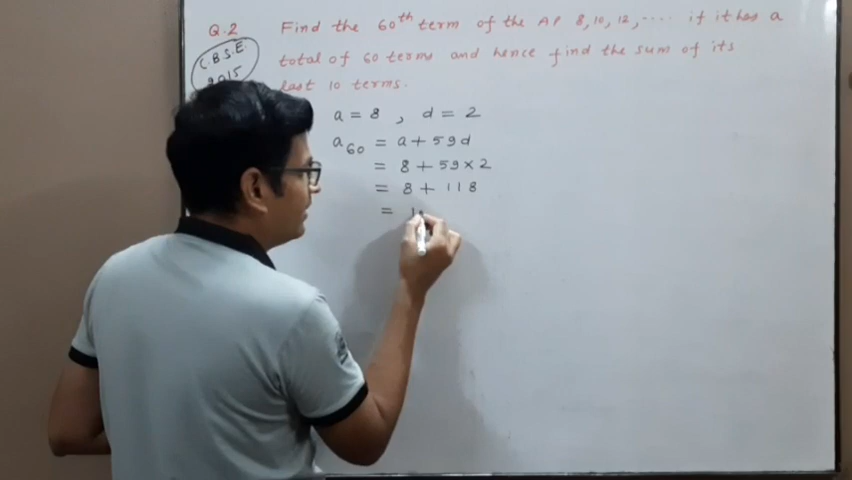 Q.2 Find the 60th term of the AP 8, 10, 12, .... if it has a
(C.B.S.E. total of 60 terms and hence find the sum of its
2015 last 10 terms.
a = 8 , d = 2
a60 = a + 59d
= 8 + 59 × 2
= 8 + 118
= 1